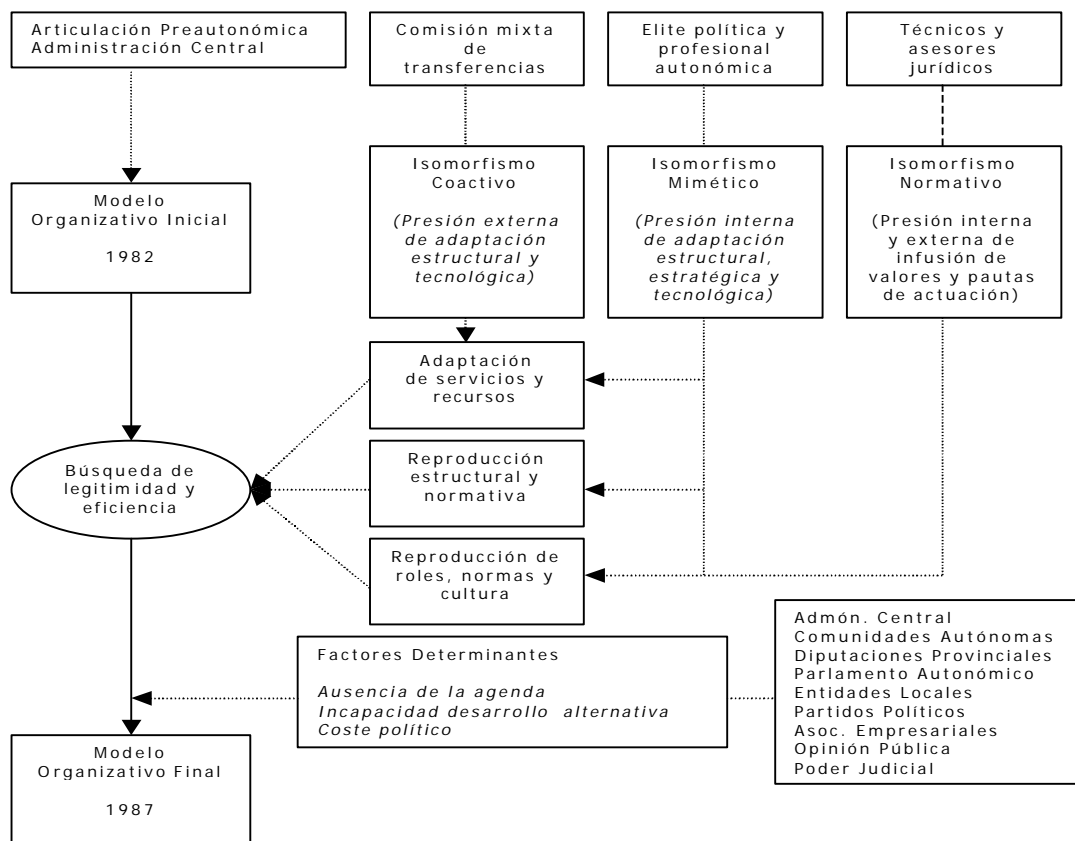 Articulación Preautonómica
Administración Central
Comisión mixta
de
transferencias
Elite política y
profesional
autonómica
Técnicos y
asesores
jurídicos
Isomorfismo
Coactivo
(Presión externa
de adaptación
estructural y
tecnológica)
Isomorfismo
Mimético
(Presión interna
de adaptación
estructural,
estratégica y
tecnológica)
Isomorfismo
Normativo
(Presión interna
y externa de
infusión de
valores y pautas
de actuación)
Modelo
Organizativo Inicial
1982
Adaptación
de servicios y
recursos
Búsqueda de
legitimidad y
eficiencia
Reproducción
estructural y
normativa
Reproducción de
roles, normas y
cultura
Factores Determinantes
Ausencia de la agenda
Incapacidad desarrollo alternativa
Coste político
Admón. Central
Comunidades Autónomas
Diputaciones Provinciales
Parlamento Autonómico
Entidades Locales
Partidos Políticos
Asoc. Empresariales
Opinión Pública
Poder Judicial
Modelo
Organizativo Final
1987